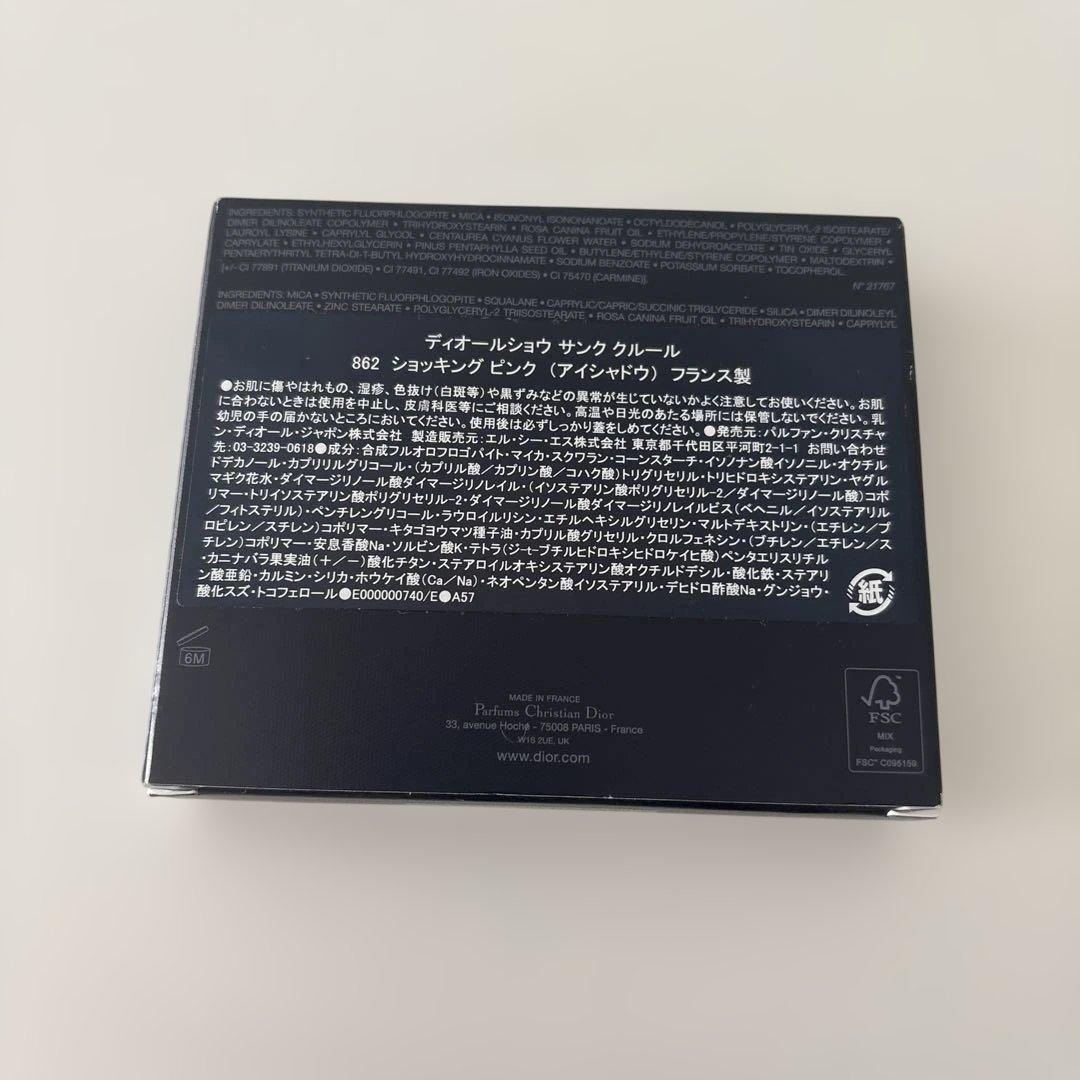 INGREDIENTS: SYNTHETIC FLUORPHLOGOPITE • MICA • ISONONYL ISONONANOATE • OCTYLDODECANOL • POLYGLYCERYL-2 ISOSTEARATE/
DIMER DILINOLEATE COPOLYMER • TRIHYDROXYSTEARIN • ROSA CANINA FRUIT OIL • ETHYLENE/PROPYLENE/STYRENE COPOLYMER •
LAUROYL LYSINE • CAPRYLYL GLYCOL • CENTAUREA CYANUS FLOWER WATER • SODIUM DEHYDROACETATE • TIN OXIDE • GLYCERYL
CAPRYLATE • ETHYLHEXYLGLYCERIN • PINUS PENTAPHYLLA SEED OIL • BUTYLENE/ETHYLENE/STYRENE COPOLYMER • MALTODEXTRIN •
PENTAERYTHRITYL TETRA-DI-T-BUTYL HYDROXYHYDROCINNAMATE • SODIUM BENZOATE • POTASSIUM SORBATE • TOCOPHEROL.
[+/- CI 77891 (TITANIUM DIOXIDE) • CI 77491, CI 77492 (IRON OXIDES) • CI 75470 (CARMINE)].
N° 21767
INGREDIENTS: MICA • SYNTHETIC FLUORPHLOGOPITE • SQUALANE • CAPRYLIC/CAPRIC/SUCCINIC TRIGLYCERIDE • SILICA • DIMER DILINOLEYL
DIMER DILINOLEATE • ZINC STEARATE • POLYGLYCERYL-2 TRIISOSTEARATE • ROSA CANINA FRUIT OIL • TRIHYDROXYSTEARIN • CAPRYLYL
ディオールショウ サンク クルール
862 ショッキング ピンク (アイシャドウ) フランス製
●お肌に傷やはれもの、湿疹、色抜け(白斑等)や黒ずみなどの異常が生じていないかよく注意してお使いください。お肌
に合わないときは使用を中止し、皮膚科医等にご相談ください。高温や日光のあたる場所には保管しないでください。乳
幼児の手の届かないところにおいてください。使用後は必ずしっかり蓋をしめてください。●発売元:パルファン・クリスチャ
ン・ディオール・ジャポン株式会社 製造販売元:エル・シー・エス株式会社 東京都千代田区平河町2-1-1 お問い合わせ
先:03-3239-0618●成分:合成フルオロフロゴパイト・マイカ・スクワラン・コーンスターチ・イソノナン酸イソノニル・オクチル
ドデカノール・カプリリルグリコール・(カプリル酸/カプリン酸/コハク酸)トリグリセリル・トリヒドロキシステアリン・ヤグル
マギク花水・ダイマージリノール酸ダイマージリノレイル・(イソステアリン酸ポリグリセリル-2/ダイマージリノール酸)コポ
リマー・トリイソステアリン酸ポリグリセリル-2・ダイマージリノール酸ダイマージリノレイルビス(ベヘニル/イソステアリル
/フィトステリル)・ペンチレングリコール・ラウロイルリシン・エチルヘキシルグリセリン・マルトデキストリン・(エチレン/プ
ロピレン/スチレン)コポリマー・キタゴヨウマツ種子油・カプリル酸グリセリル・クロルフェネシン・(ブチレン/エチレン/ス
チレン)コポリマー・安息香酸Na・ソルビン酸K・テトラ(ジ-t-ブチルヒドロキシヒドロケイヒ酸)ペンタエリスリチル
・カニナバラ果実油(+/-)酸化チタン・ステアロイルオキシステアリン酸オクチルドデシル・酸化鉄・ステアリ
ン酸亜鉛・カルミン・シリカ・ホウケイ酸(Ca/Na)・ネオペンタン酸イソステアリル・デヒドロ酢酸Na・グンジョウ・
酸化スズ・トコフェロール●E000000740/E●A57
紙
6M
MADE IN FRANCE
Parfums Christian Dior
33, avenue Hoche - 75008 PARIS - France
W1S 2UE, UK
www.dior.com
FSC
MIX
Packaging
FSC™ C095159